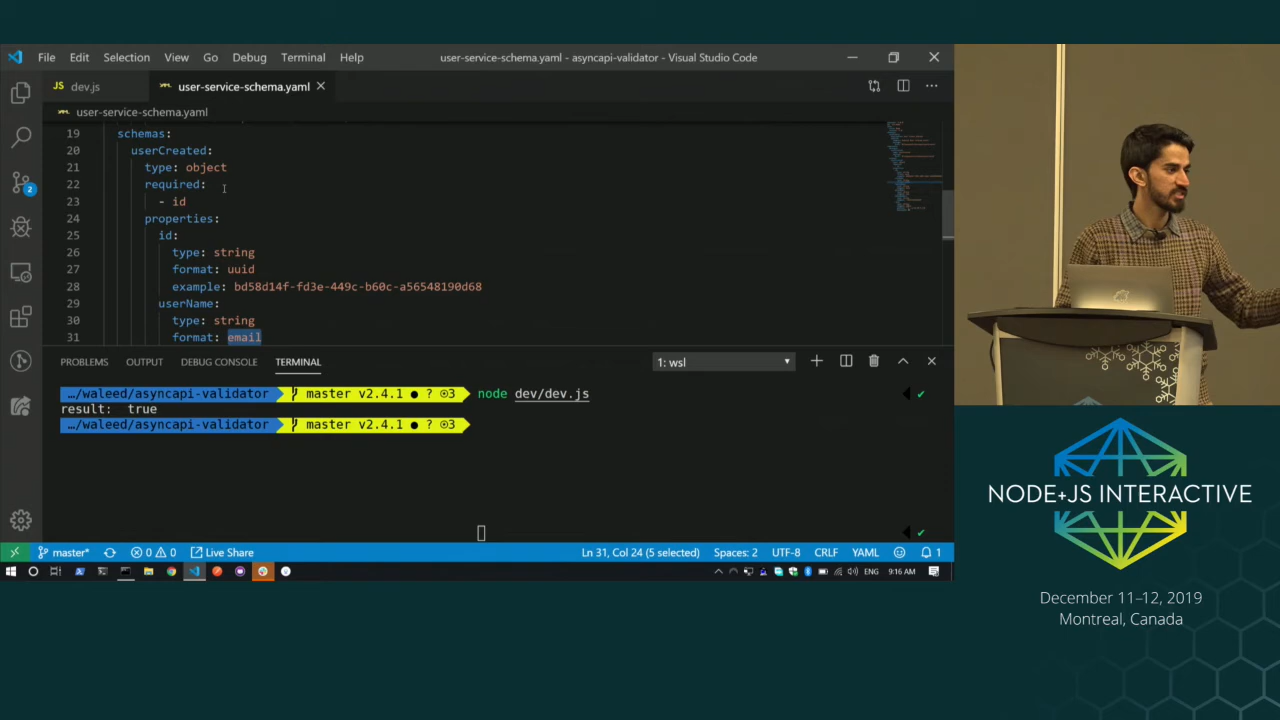 File Edit Selection View Go Debug Terminal Help
user-service-schema.yaml - asyncapi-validator - Visual Studio Code
JS dev.js
user-service-schema.yaml
user-service-schema.yaml
19 schemas:
20 userCreated:
21 type: object
22 required:
23 - id
24 properties:
25 id:
26 type: string
27 format: uuid
28 example: bd58d14f-fd3e-449c-b60c-a56548190d68
29 userName:
30 type: string
31 format: email
2
PROBLEMS OUTPUT DEBUG CONSOLE TERMINAL
1: wsl
…/waleed/asyncapi-validator master v2.4.1 ● ? ⊙3 node dev/dev.js
result: true
…/waleed/asyncapi-validator master v2.4.1 ● ? ⊙3
master* 0 0 Live Share Ln 31, Col 24 (5 selected) Spaces: 2 UTF-8 CRLF YAML 1
ENG 9:16 AM
NODE+JS INTERACTIVE
December 11–12, 2019
Montreal, Canada